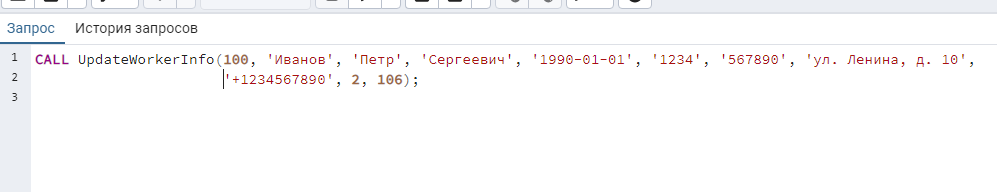 Запрос История запросов
1 CALL UpdateWorkerInfo(100, 'Иванов', 'Петр', 'Сергеевич', '1990-01-01', '1234', '567890', 'ул. Ленина, д. 10',
2 '+1234567890', 2, 106);
3